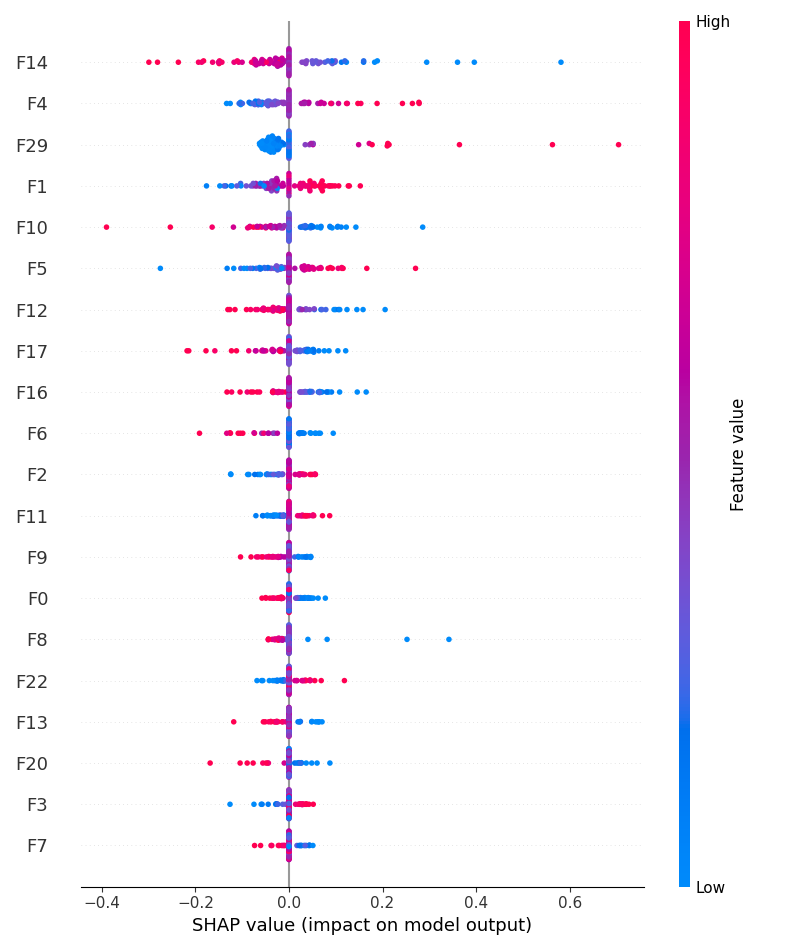 High
F14
F4
F29
F1
F10
F5
F12
F17
F16
F6
F2
F11
F9
F0
F8
F22
F13
F20
F3
F7
Feature value
Low
−0.4 −0.2 0.0 0.2 0.4 0.6
SHAP value (impact on model output)